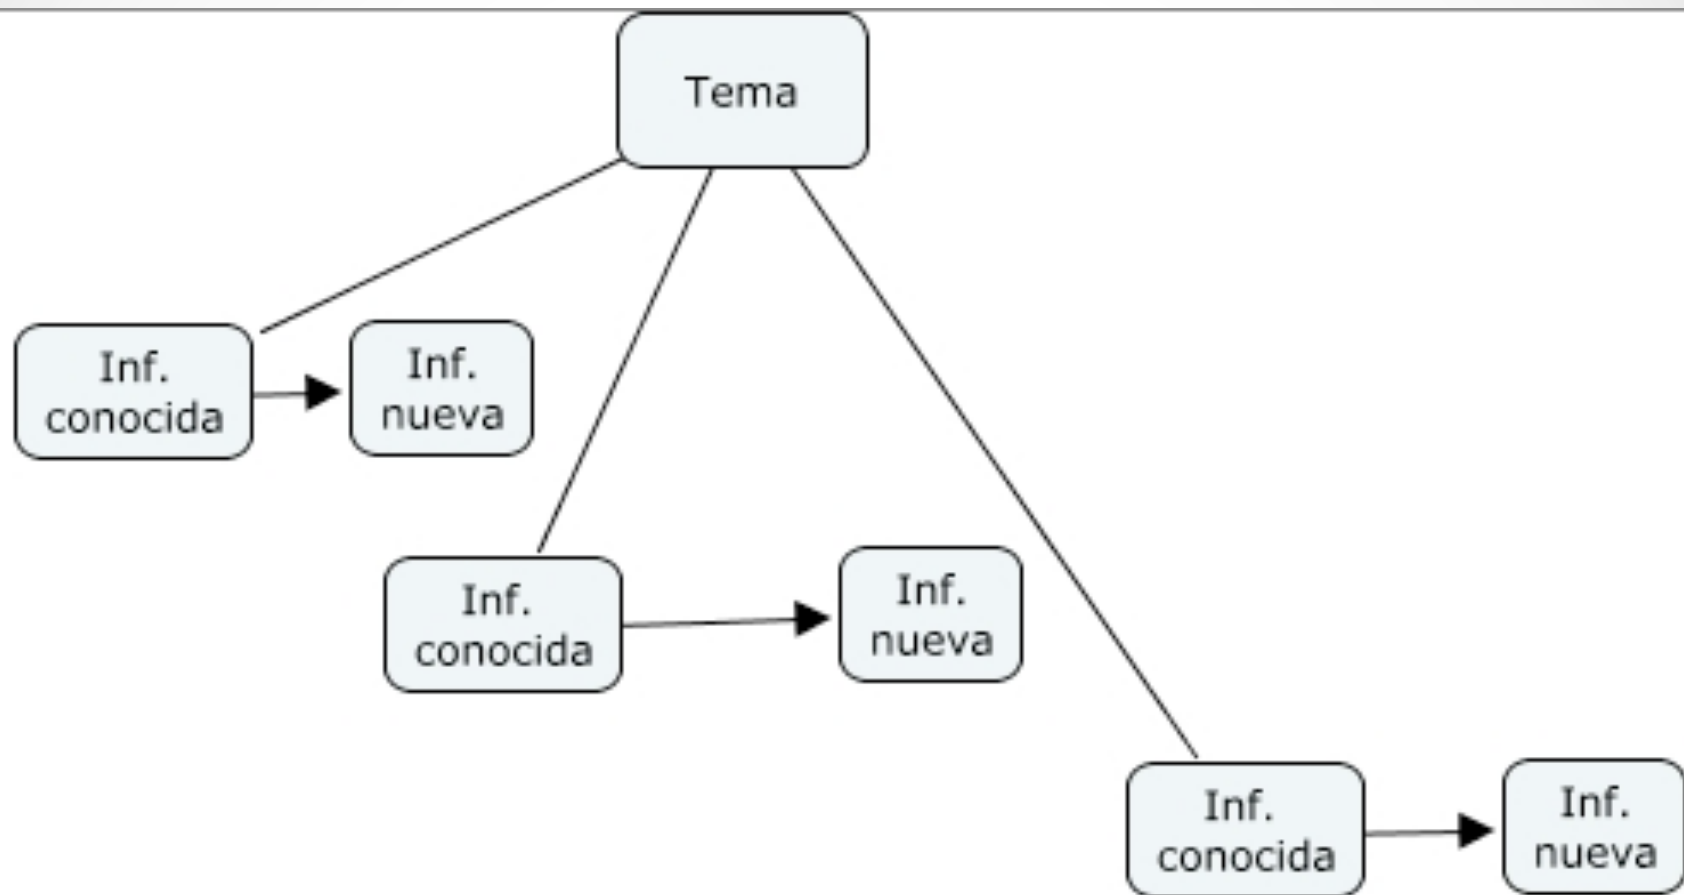 Tema
Inf.
conocida
Inf.
nueva
Inf.
conocida
Inf.
nueva
Inf.
conocida
Inf.
nueva